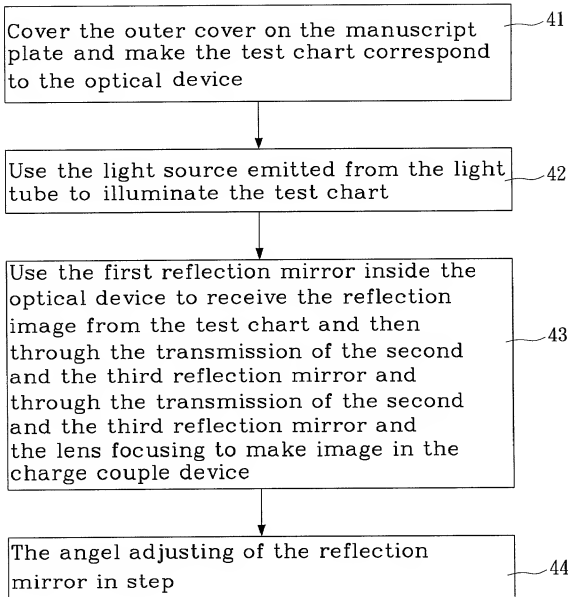 Cover the outer cover on the manuscript
plate and make the test chart correspond
to the optical device
41
Use the light source emitted from the light
tube to illuminate the test chart
42
Use the first reflection mirror inside the
optical device to receive the reflection
image from the test chart and then
through the transmission of the second
and the third reflection mirror and
through the transmission of the second
and the third reflection mirror and
the lens focusing to make image in the
charge couple device
43
The angel adjusting of the reflection
mirror in step
44